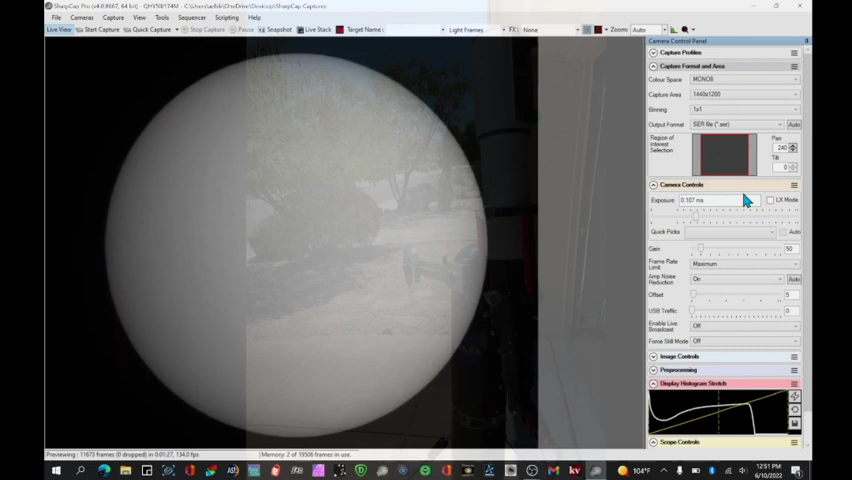 SharpCap Pro (v4.0.8667, 64 bit) - QHY5III174M - C:\Users\
OneDrive\Desktop\SharpCap Captures
File Cameras Capture View Tools Sequencer Scripting Help
Live View Start Capture Quick Capture Stop Capture Pause Snapshot Live Stack Target Name: Light Frames FX: None Zoom: Auto
Camera Control Panel
Capture Profiles
Capture Format and Area
Colour Space MONO8
Capture Area 1440x1200
Binning 1x1
Output Format SER file (*.ser) Auto
Region of Interest Selection
Pan
240
Tilt
0
Camera Controls
Exposure 0.107 ms LX Mode
Quick Picks Auto
Gain 50
Frame Rate Limit Maximum
Amp Noise Reduction On Auto
Offset 5
USB Traffic 0
Enable Live Broadcast Off
Force Still Mode Off
Image Controls
Preprocessing
Display Histogram Stretch
Scope Controls
Previewing : 11673 frames (0 dropped) in 0:01:27, 134.0 fps
Memory: 2 of 19506 frames in use.
kv
104°F
12:51 PM
6/10/2022